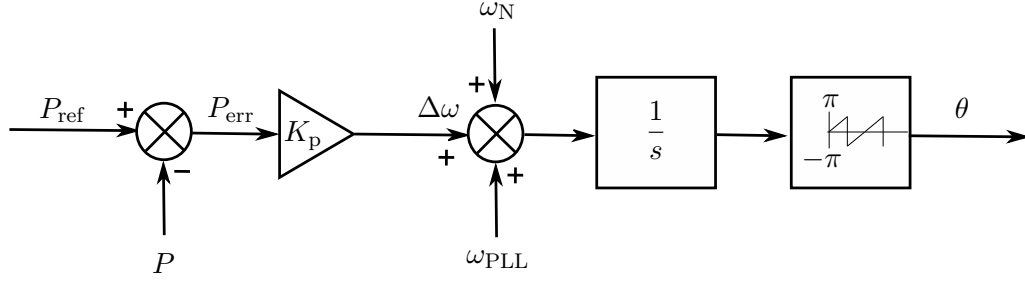 ω_N
P_ref + P_err K_p Δω + 1/s π θ
−π
− + +
P ω_PLL